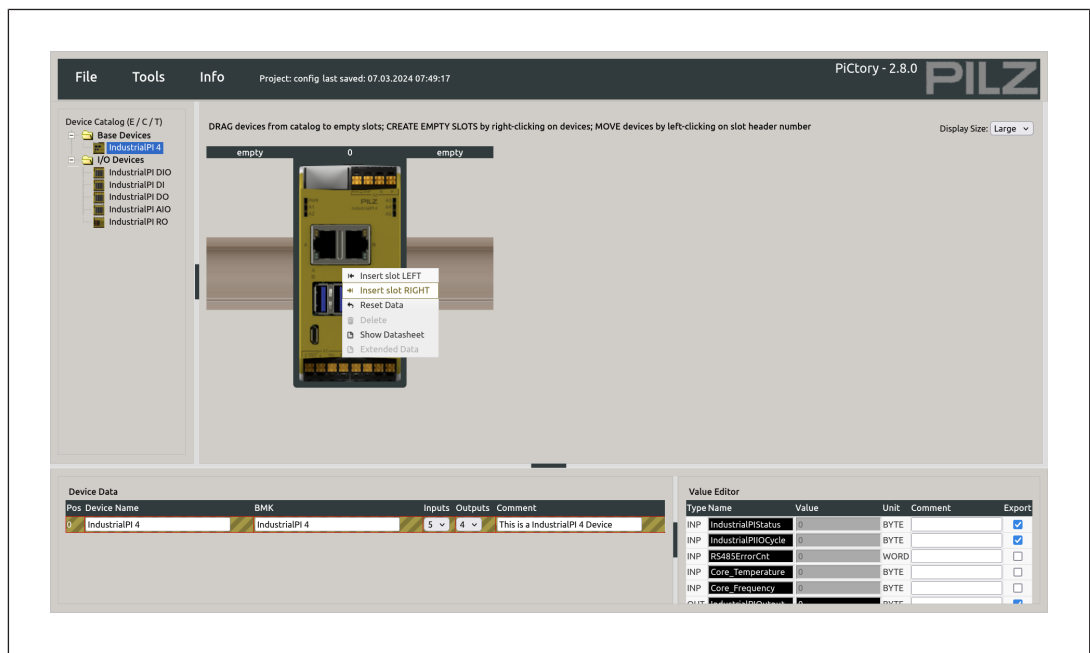 File Tools Info Project: config last saved: 07.03.2024 07:49:17 PiCtory - 2.8.0 PILZ
Device Catalog (E / C / T)
Base Devices
IndustrialPI 4
I/O Devices
IndustrialPI DIO
IndustrialPI DI
IndustrialPI DO
IndustrialPI AIO
IndustrialPI RO
DRAG devices from catalog to empty slots; CREATE EMPTY SLOTS by right-clicking on devices; MOVE devices by left-clicking on slot header number
Display Size: Large
empty 0 empty
PILZ
Insert slot LEFT
Insert slot RIGHT
Reset Data
Delete
Show Datasheet
Extended Data
Device Data
Pos Device Name BMK Inputs Outputs Comment
0 IndustrialPI 4 IndustrialPI 4 5 4 This is a IndustrialPI 4 Device
Value Editor
Type Name Value Unit Comment Export
INP IndustrialPIStatus 0 BYTE
INP IndustrialPIIOCycle 0 BYTE
INP RS485ErrorCnt 0 WORD
INP Core_Temperature 0 BYTE
INP Core_Frequency 0 BYTE
OUT IndustrialPIOutput 0 BYTE